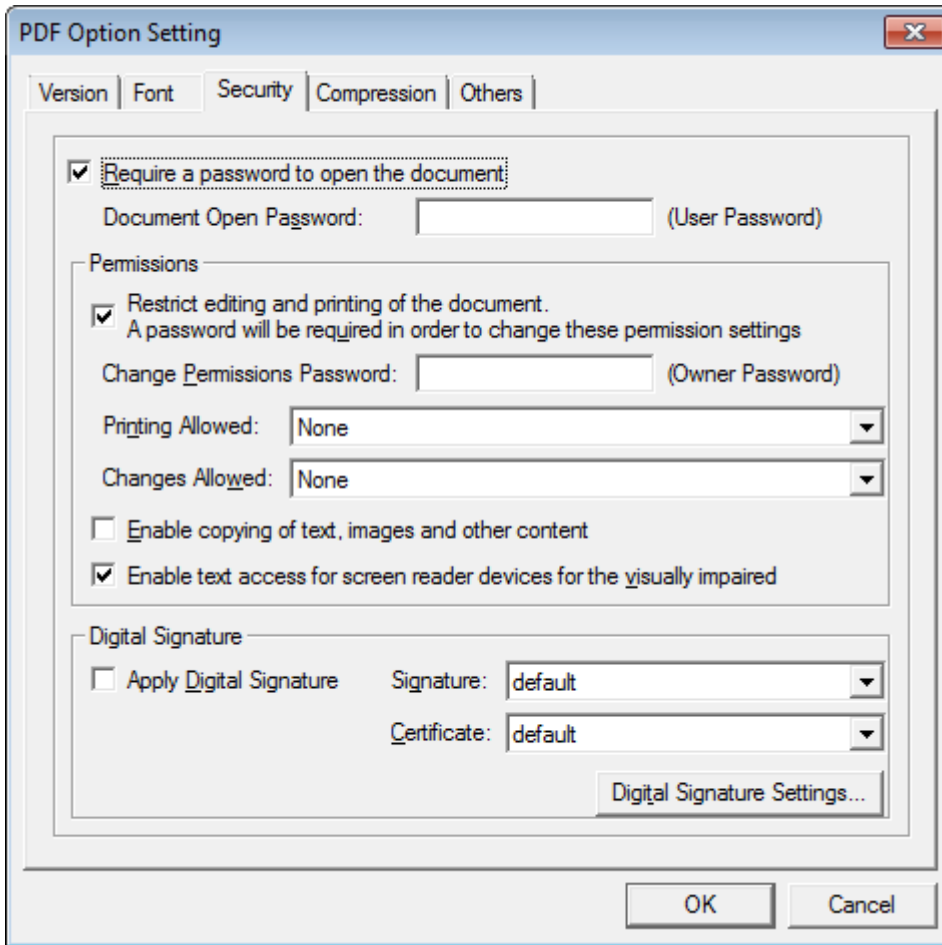 PDF Option Setting
Version Font Security Compression Others
Require a password to open the document
Document Open Password: (User Password)
Permissions
Restrict editing and printing of the document.
A password will be required in order to change these permission settings
Change Permissions Password: (Owner Password)
Printing Allowed: None
Changes Allowed: None
Enable copying of text, images and other content
Enable text access for screen reader devices for the visually impaired
Digital Signature
Apply Digital Signature Signature: default
Certificate: default
Digital Signature Settings...
OK Cancel